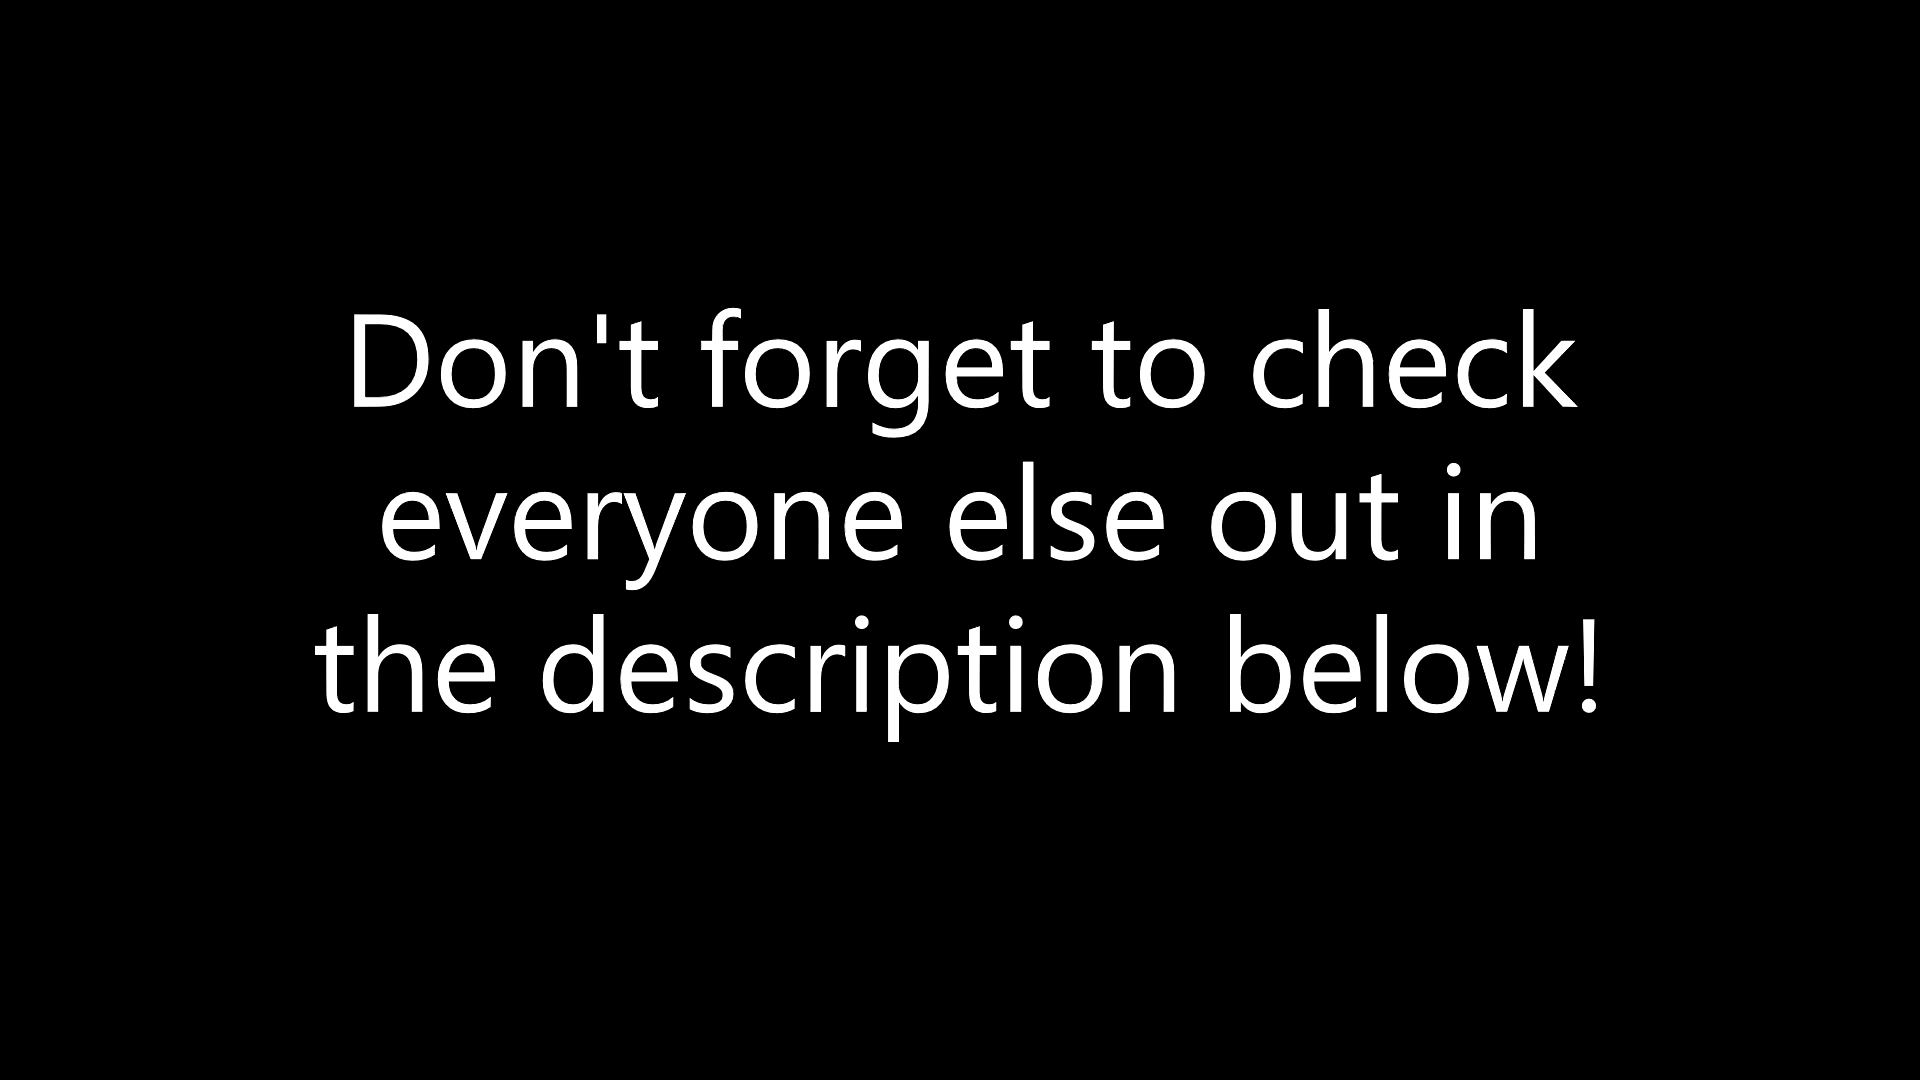 Don't forget to check
everyone else out in
the description below!